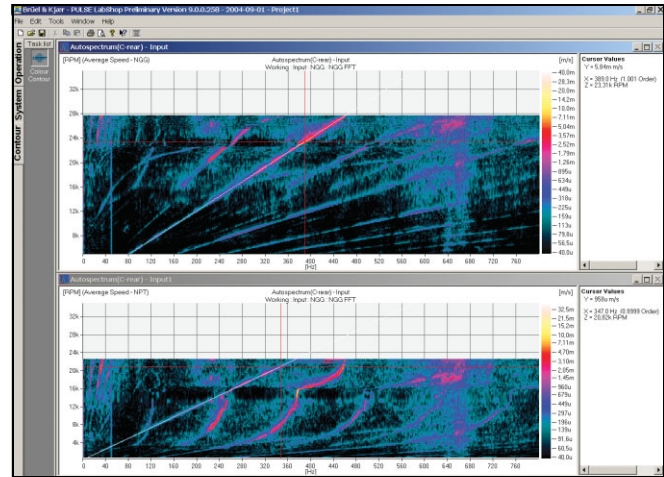 Brüel & Kjær - PULSE LabShop Preliminary Version 9.0.0.258 - 2004-09-01 - Project1
File Edit Tools Window Help
Task list
Colour
Contour
Contour System Operation
Autospectrum(C-rear) - Input
[RPM] (Average Speed - NGG)
Autospectrum(C-rear) - Input
Working : Input : NGG : NGG FFT
[m/s]
32k
28k
24k
20k
16k
12k
8k
0 40 80 120 160 200 240 280 320 360 400 440 480 520 560 600 640 680 720 760
[Hz]
40,0m
28,3m
20,0m
14,2m
10,0m
7,11m
5,04m
3,57m
2,52m
1,79m
1,26m
895u
634u
449u
318u
225u
159u
113u
79,8u
56,5u
40,0u
Cursor Values
Y = 5,84m m/s
X = 389,0 Hz (1.001 Order)
Z = 23,31k RPM
Autospectrum(C-rear) - Input1
[RPM] (Average Speed - NPT)
Autospectrum(C-rear) - Input
Working : Input : NGG : NGG FFT
[m/s]
32k
28k
24k
20k
16k
12k
8k
4k
0 40 80 120 160 200 240 280 320 360 400 440 480 520 560 600 640 680 720 760
[Hz]
32,5m
21,5m
15,2m
10,0m
7,11m
4,70m
3,10m
2,05m
1,45m
960u
679u
449u
297u
196u
139u
91,6u
60,5u
40,0u
Cursor Values
Y = 958u m/s
X = 347,0 Hz (0.9999 Order)
Z = 20,82k RPM